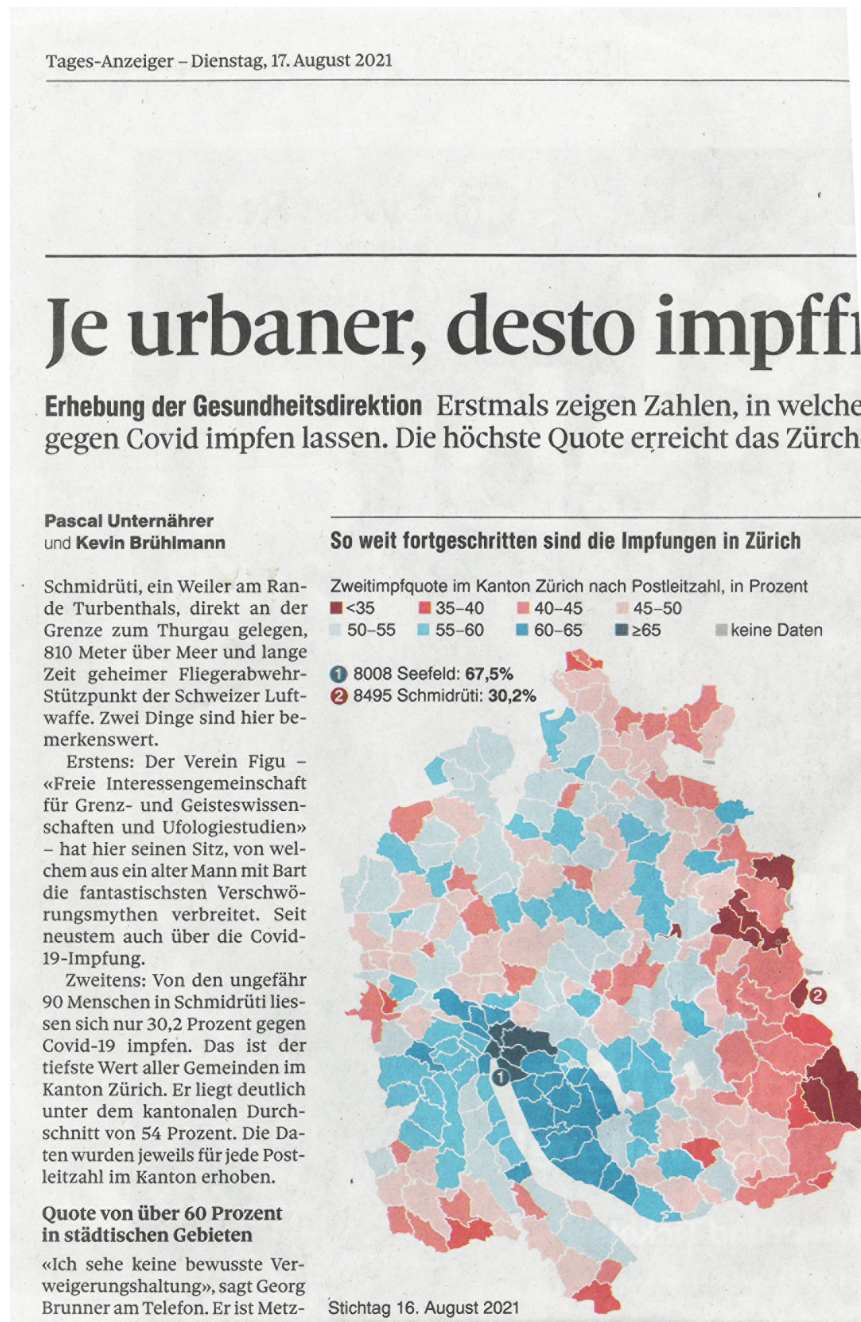 Tages-Anzeiger – Dienstag, 17. August 2021
Je urbaner, desto impffr
Erhebung der Gesundheitsdirektion Erstmals zeigen Zahlen, in welche
gegen Covid impfen lassen. Die höchste Quote erreicht das Zürch
Pascal Unternährer
und Kevin Brühlmann
Schmidrüti, ein Weiler am Ran-
de Turbenthals, direkt an der
Grenze zum Thurgau gelegen,
810 Meter über Meer und lange
Zeit geheimer Fliegerabwehr-
Stützpunkt der Schweizer Luft-
waffe. Zwei Dinge sind hier be-
merkenswert.
Erstens: Der Verein Figu –
«Freie Interessengemeinschaft
für Grenz- und Geisteswissen-
schaften und Ufologiestudien»
– hat hier seinen Sitz, von wel-
chem aus ein alter Mann mit Bart
die fantastischsten Verschwö-
rungsmythen verbreitet. Seit
neustem auch über die Covid-
19-Impfung.
Zweitens: Von den ungefähr
90 Menschen in Schmidrüti lies-
sen sich nur 30,2 Prozent gegen
Covid-19 impfen. Das ist der
tiefste Wert aller Gemeinden im
Kanton Zürich. Er liegt deutlich
unter dem kantonalen Durch-
schnitt von 54 Prozent. Die Da-
ten wurden jeweils für jede Post-
leitzahl im Kanton erhoben.
Quote von über 60 Prozent
in städtischen Gebieten
«Ich sehe keine bewusste Ver-
weigerungshaltung», sagt Georg
Brunner am Telefon. Er ist Metz-
So weit fortgeschritten sind die Impfungen in Zürich
Zweitimpfquote im Kanton Zürich nach Postleitzahl, in Prozent
<35 35–40 40–45 45–50
50–55 55–60 60–65 ≥65 keine Daten
1 8008 Seefeld: 67,5%
2 8495 Schmidrüti: 30,2%
2
1
Stichtag 16. August 2021